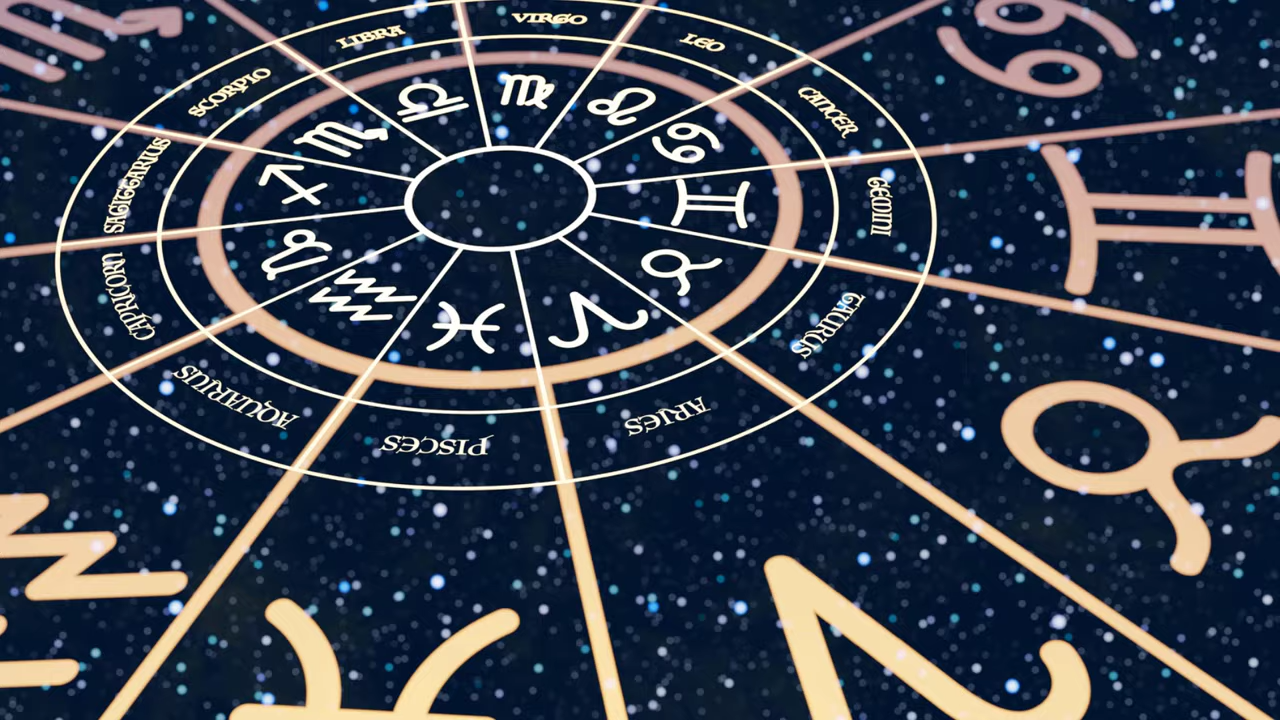 VIRGO
LEO
CANCER
GEMINI
TAURUS
ARIES
PISCES
AQUARIUS
CAPRICORN
SAGITTARIUS
SCORPIO
LIBRA